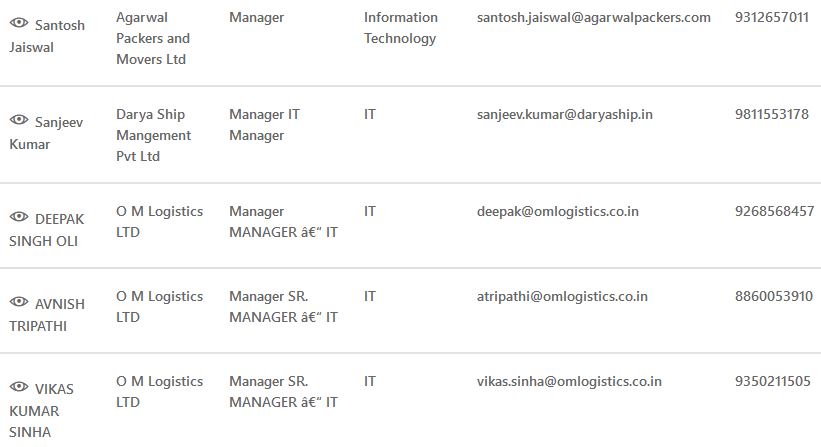 Santosh Jaiswal
Agarwal Packers and Movers Ltd
Manager
Information Technology
santosh.jaiswal@agarwalpackers.com
9312657011
Sanjeev Kumar
Darya Ship Mangement Pvt Ltd
Manager IT Manager
IT
sanjeev.kumar@daryaship.in
9811553178
DEEPAK SINGH OLI
O M Logistics LTD
Manager MANAGER â€“ IT
IT
deepak@omlogistics.co.in
9268568457
AVNISH TRIPATHI
O M Logistics LTD
Manager SR. MANAGER â€“ IT
IT
atripathi@omlogistics.co.in
8860053910
VIKAS KUMAR SINHA
O M Logistics LTD
Manager SR. MANAGER â€“ IT
IT
vikas.sinha@omlogistics.co.in
9350211505